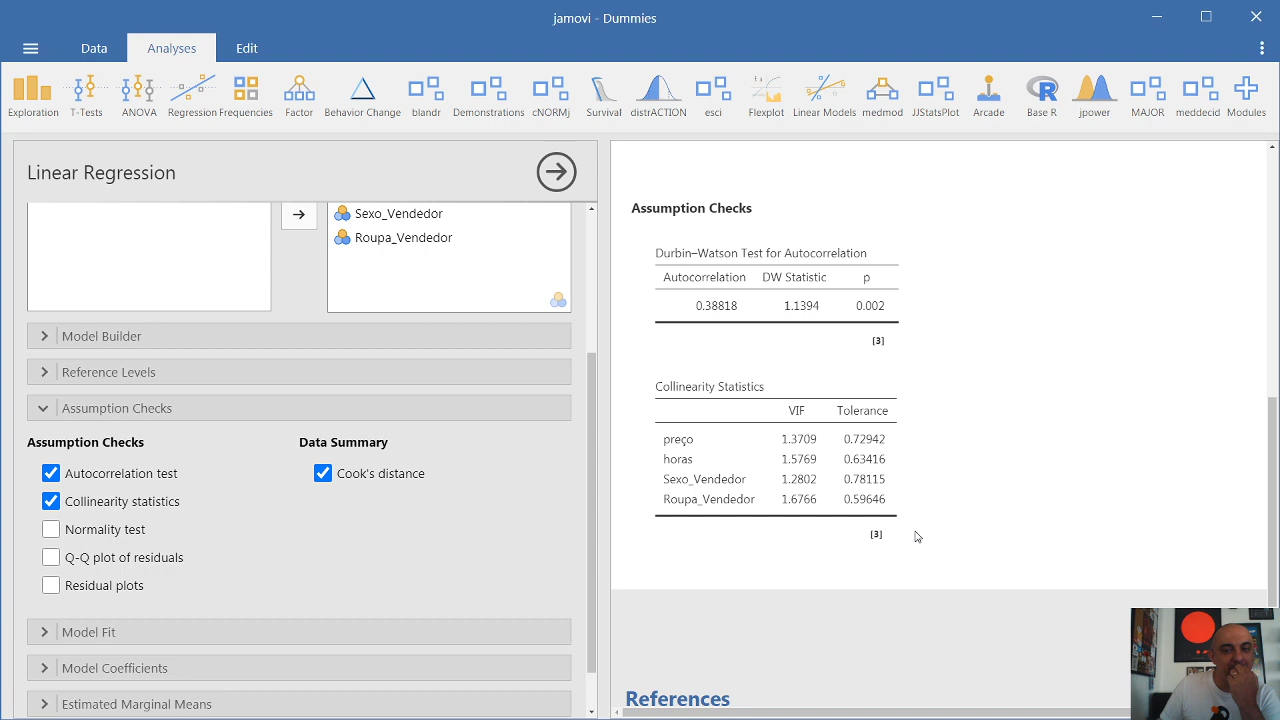 jamovi - Dummies
Data Analyses Edit
Exploration T-Tests ANOVA Regression Frequencies Factor Behavior Change blandr Demonstrations cNORMj Survival distrACTION esci Flexplot Linear Models medmod JJStatsPlot Arcade Base R jpower MAJOR meddecid Modules
Linear Regression
Sexo_Vendedor
Roupa_Vendedor
Model Builder
Reference Levels
Assumption Checks
Assumption Checks
Autocorrelation test
Collinearity statistics
Normality test
Q-Q plot of residuals
Residual plots
Data Summary
Cook's distance
Model Fit
Model Coefficients
Estimated Marginal Means
Assumption Checks
Durbin–Watson Test for Autocorrelation
Autocorrelation DW Statistic p
0.38818 1.1394 0.002
[3]
Collinearity Statistics
VIF Tolerance
preço 1.3709 0.72942
horas 1.5769 0.63416
Sexo_Vendedor 1.2802 0.78115
Roupa_Vendedor 1.6766 0.59646
[3]
References